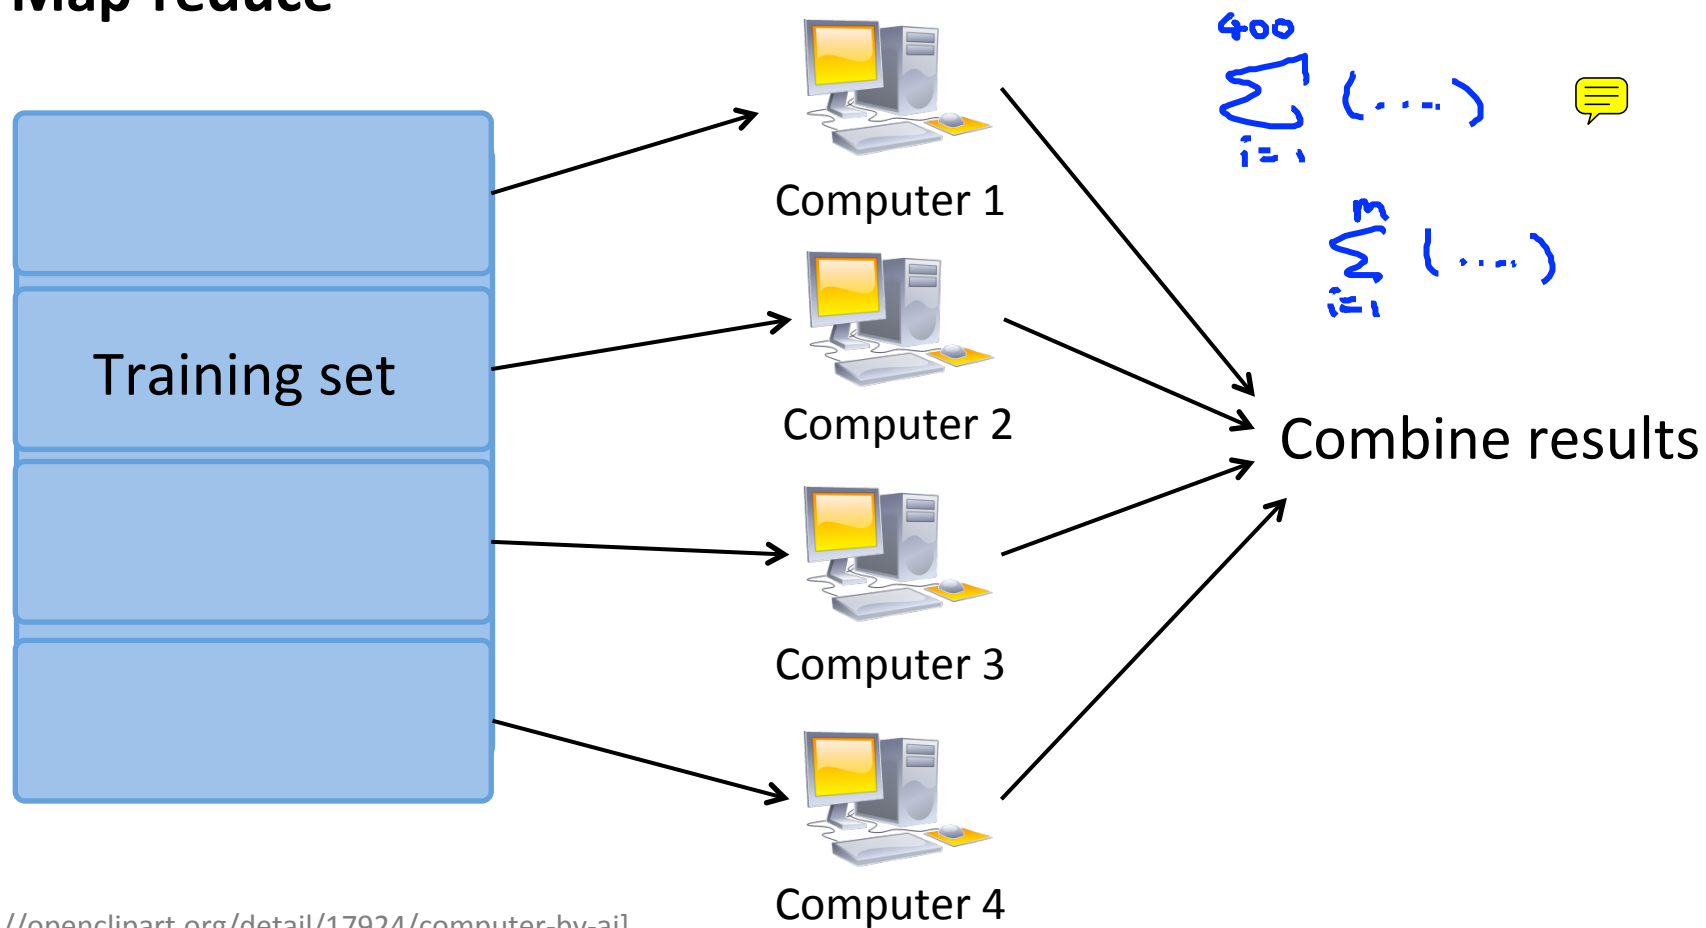 Map reduce
400
∑ (....)
i=1
m
∑ (....)
i=1
Computer 1
Training set
Computer 2
Combine results
Computer 3
Computer 4
//openclipart.org/detail/17924/computer-by-aj]